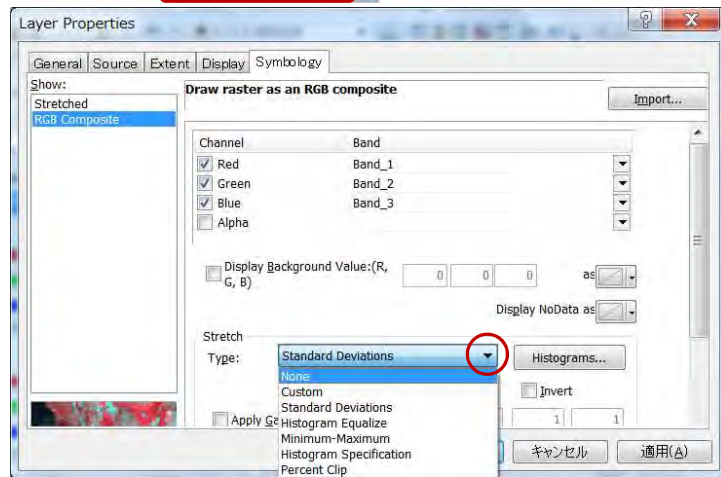 Layer Properties
General Source Extent Display Symbology
Show:
Stretched
RGB Composite
Draw raster as an RGB composite
Import...
Channel Band
Red Band_1
Green Band_2
Blue Band_3
Alpha
Display Background Value:(R, G, B) 0 0 0 as
Display NoData as
Stretch
Type: Standard Deviations Histograms...
None
Custom
Standard Deviations
Histogram Equalize
Minimum-Maximum
Histogram Specification
Percent Clip
Invert
Apply 1 1
キャンセル 適用(A)